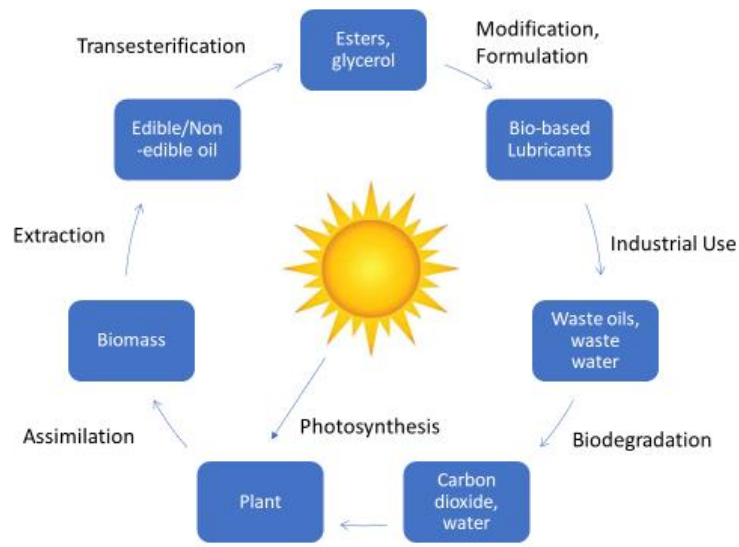 Transesterification
Esters,
glycerol
Modification,
Formulation
Edible/Non
-edible oil
Bio-based
Lubricants
Extraction
Industrial Use
Biomass
Waste oils,
waste
water
Assimilation
Photosynthesis
Biodegradation
Plant
Carbon
dioxide,
water